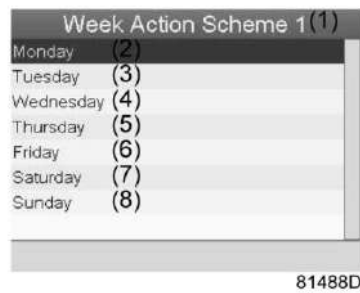 Week Action Scheme 1(1)
Monday (2)
Tuesday (3)
Wednesday (4)
Thursday (5)
Friday (6)
Saturday (7)
Sunday (8)
81488D